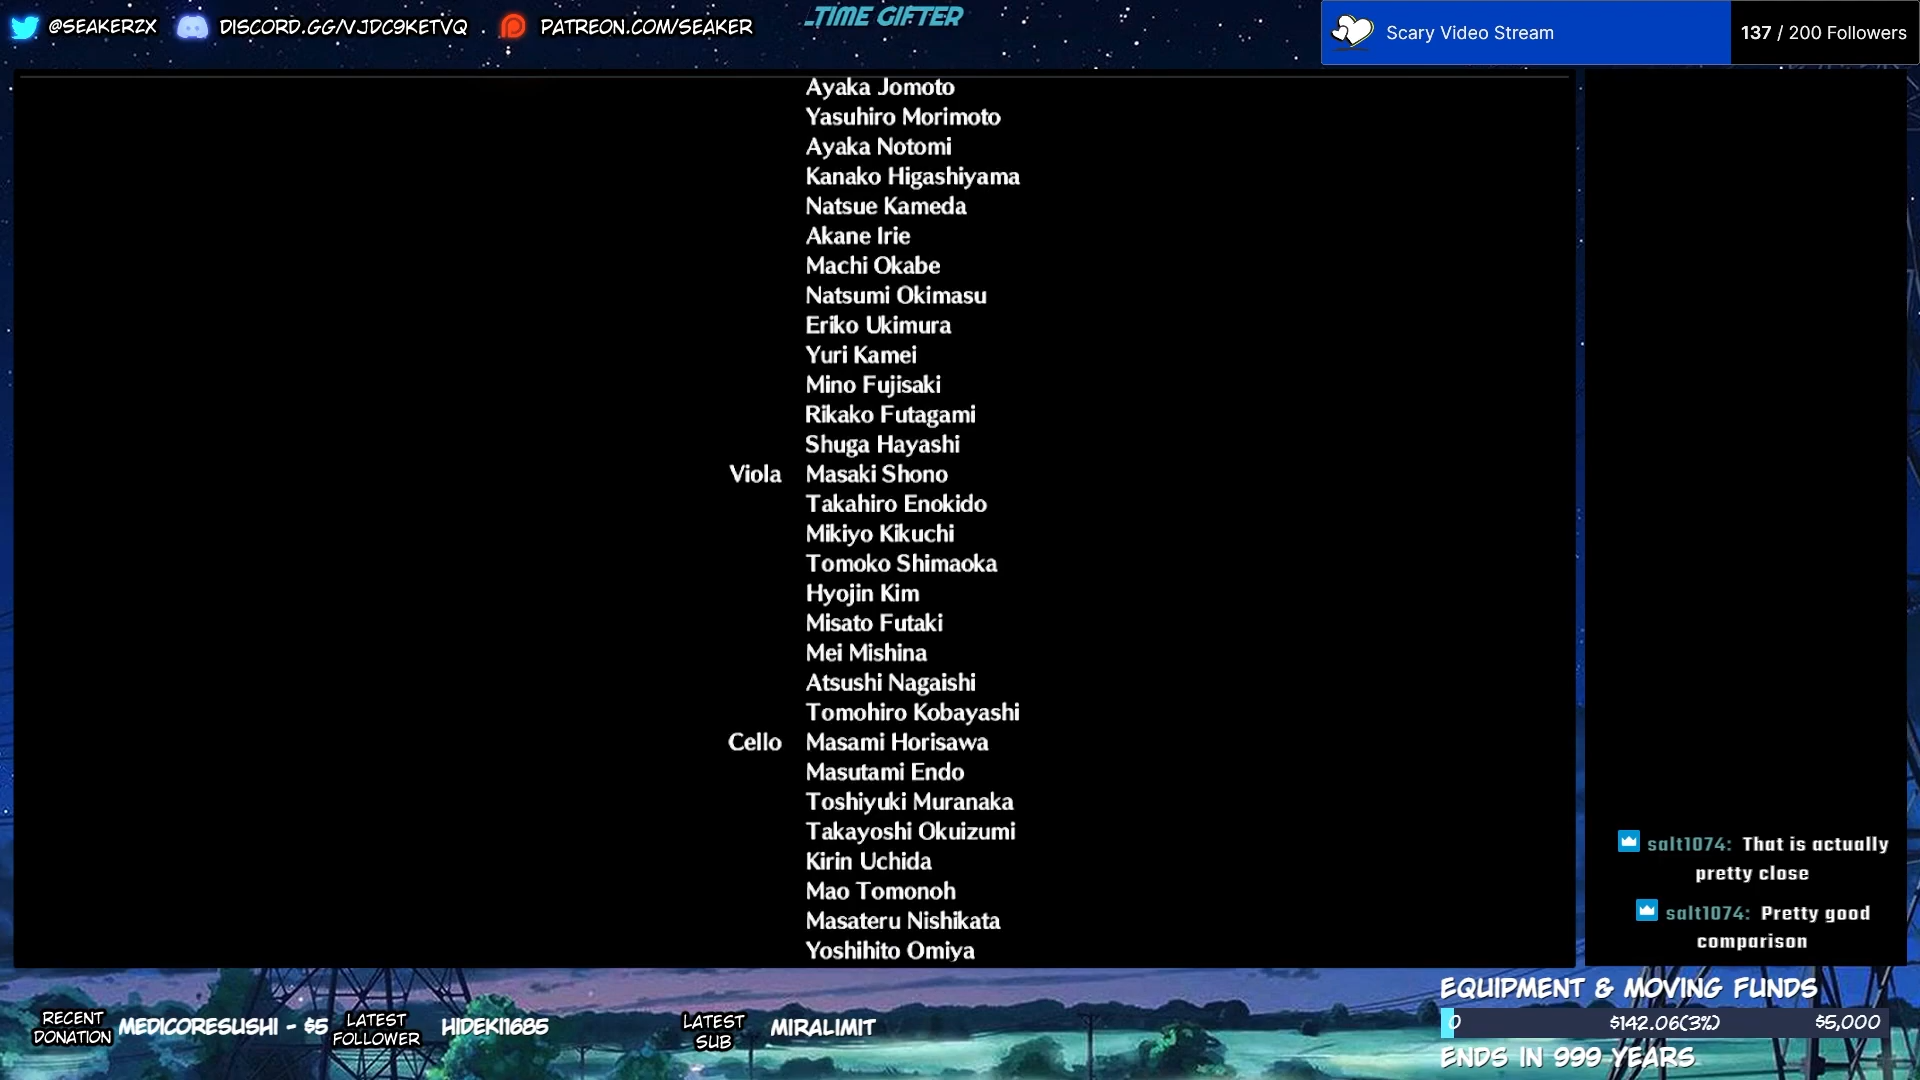 @SEAKERZX DISCORD.GG/VJDC9KETVQ PATREON.COM/SEAKER
TIME GIFTER
Scary Video Stream 137 / 200 Followers
Ayaka Jomoto
Yasuhiro Morimoto
Ayaka Notomi
Kanako Higashiyama
Natsue Kameda
Akane Irie
Machi Okabe
Natsumi Okimasu
Eriko Ukimura
Yuri Kamei
Mino Fujisaki
Rikako Futagami
Shuga Hayashi
Viola Masaki Shono
Takahiro Enokido
Mikiyo Kikuchi
Tomoko Shimaoka
Hyojin Kim
Misato Futaki
Mei Mishina
Atsushi Nagaishi
Tomohiro Kobayashi
Cello Masami Horisawa
Masutami Endo
Toshiyuki Muranaka
Takayoshi Okuizumi
Kirin Uchida
Mao Tomonoh
Masateru Nishikata
Yoshihito Omiya
salt1074: That is actually
pretty close
salt1074: Pretty good
comparison
RECENT
DONATION
MEDICORESUSHI - $5
LATEST
FOLLOWER
HIDEKI1685
LATEST
SUB
MIRALIMIT
EQUIPMENT & MOVING FUNDS
0 $142.06(3%) $5,000
ENDS IN 999 YEARS